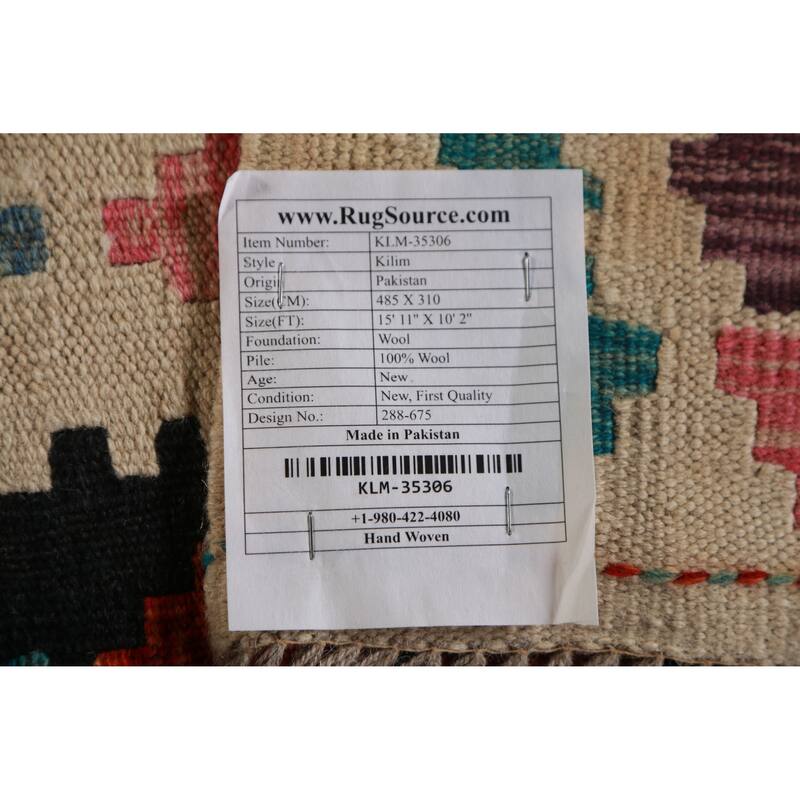 www.RugSource.com
Item Number: KLM-35306
Style Kilim
Origi Pakistan
Size( M): 485 X 310
Size(FT): 15' 11" X 10' 2"
Foundation: Wool
Pile: 100% Wool
Age: New
Condition: New, First Quality
Design No.: 288-675
Made in Pakistan
KLM-35306
+1-980-422-4080
Hand Woven